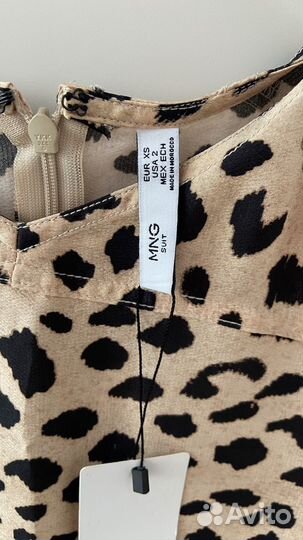 EUR XS
USA 2
MEX ECH
MADE IN MOROCCO
MNG
SUIT
Avito